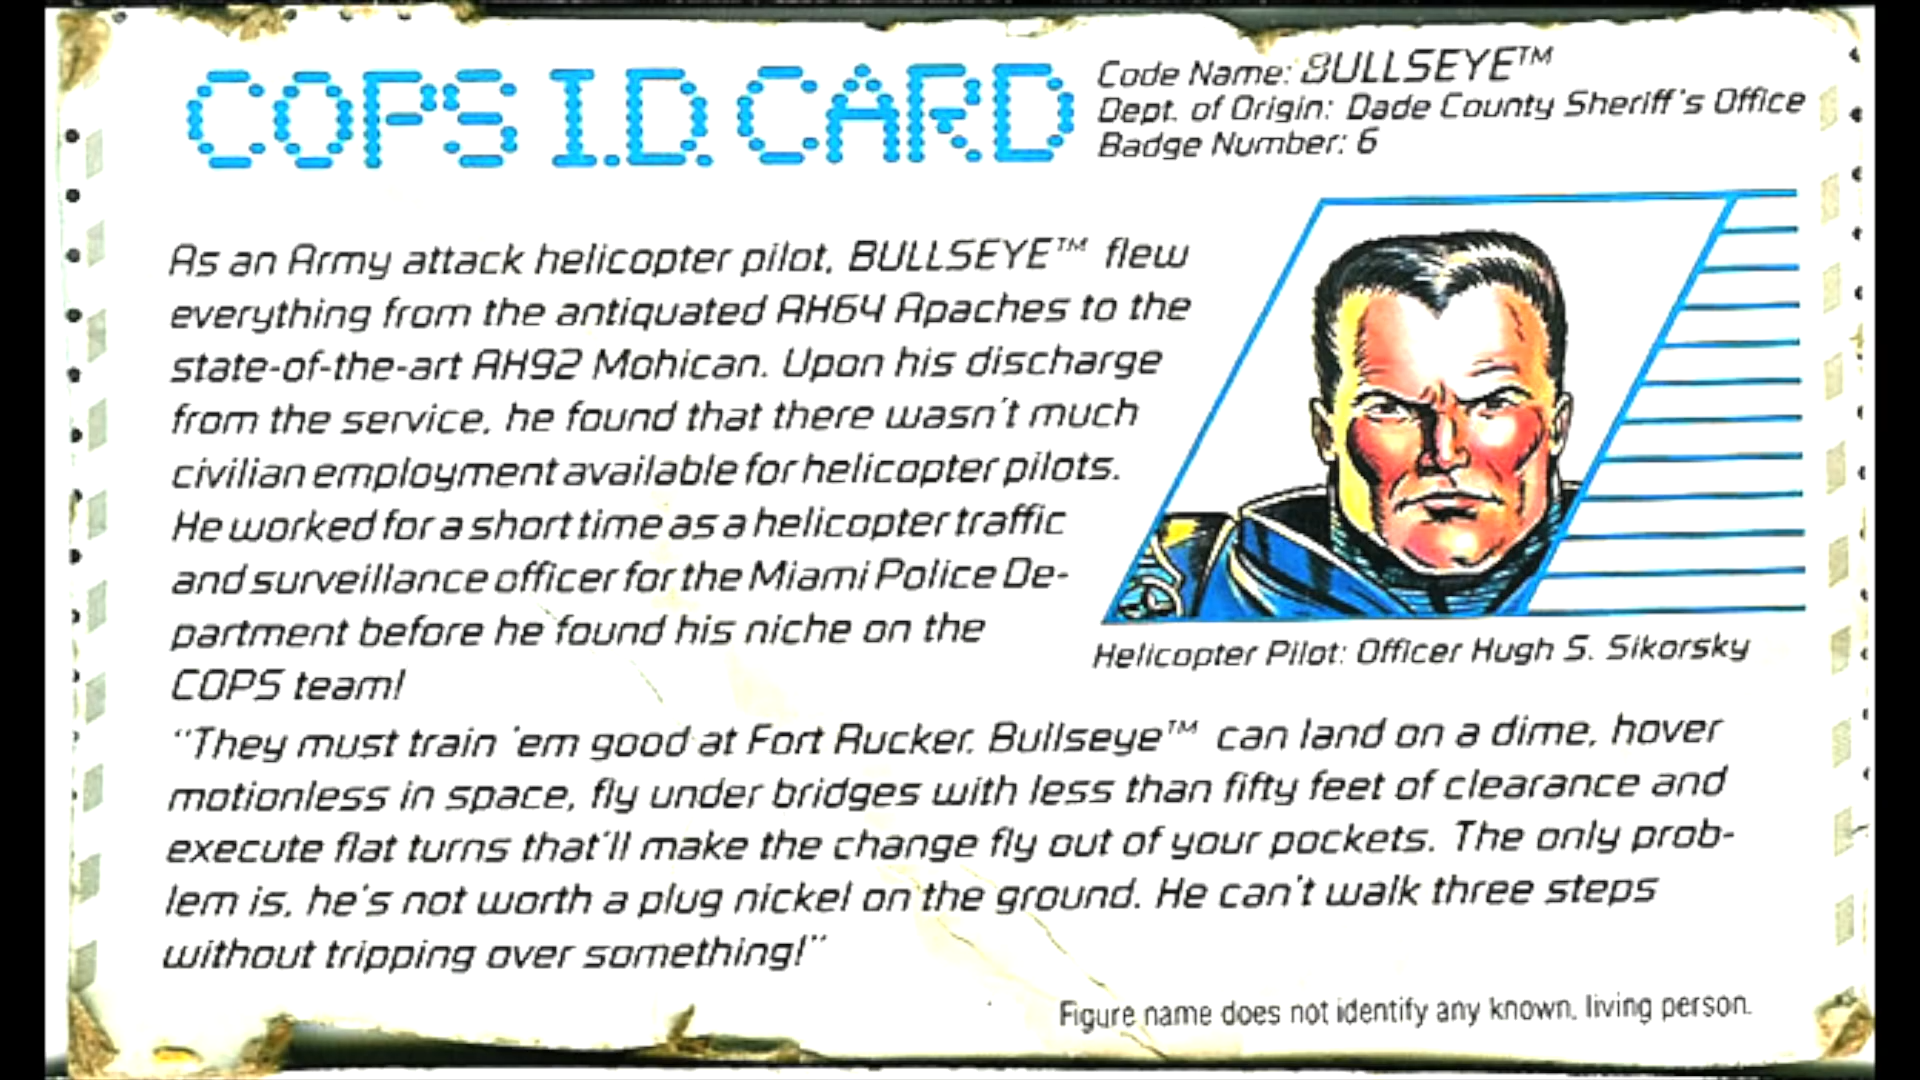 COPS I.D. CARD
Code Name: BULLSEYE™
Dept. of Origin: Dade County Sheriff's Office
Badge Number: 6
As an Army attack helicopter pilot, BULLSEYE™ flew
everything from the antiquated AH64 Apaches to the
state-of-the-art AH92 Mohican. Upon his discharge
from the service, he found that there wasn't much
civilian employment available for helicopter pilots.
He worked for a short time as a helicopter traffic
and surveillance officer for the Miami Police De-
partment before he found his niche on the
COPS team!
Helicopter Pilot: Officer Hugh S. Sikorsky
"They must train 'em good at Fort Rucker. Bullseye™ can land on a dime, hover
motionless in space, fly under bridges with less than fifty feet of clearance and
execute flat turns that'll make the change fly out of your pockets. The only prob-
lem is, he's not worth a plug nickel on the ground. He can't walk three steps
without tripping over something!"
Figure name does not identify any known, living person.